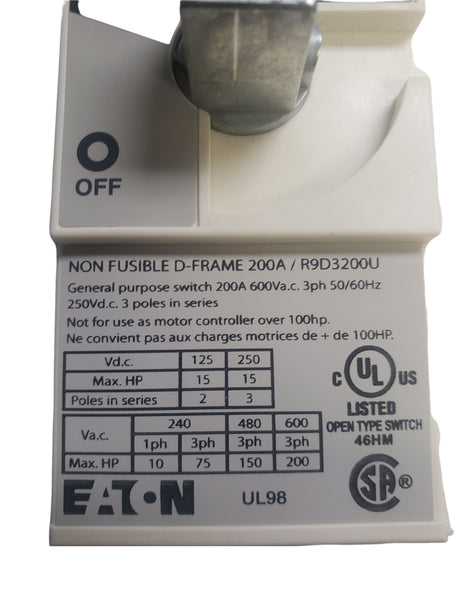 OFF
NON FUSIBLE D-FRAME 200A / R9D3200U
General purpose switch 200A 600Va.c. 3ph 50/60Hz
250Vd.c. 3 poles in series
Not for use as motor controller over 100hp.
Ne convient pas aux charges motrices de + de 100HP.
Vd.c. 125 250
Max. HP 15 15
Poles in series 2 3
Va.c. 240 480 600
1ph 3ph 3ph 3ph
Max. HP 10 75 150 200
C UL US
LISTED
OPEN TYPE SWITCH
46HM
SA ®
EATON
UL98